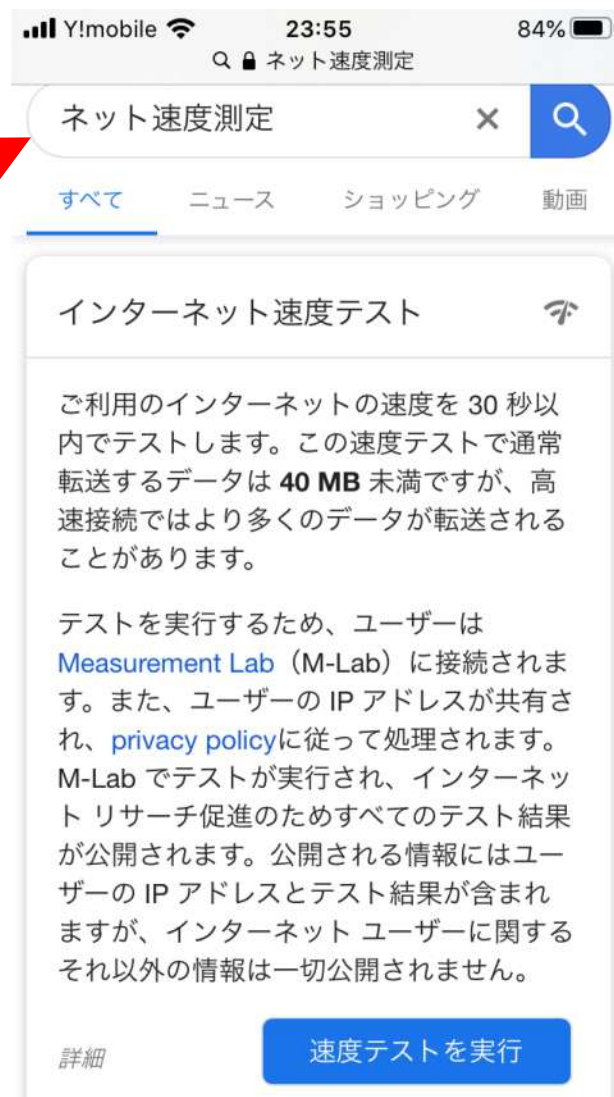 Y!mobile 23:55 84%
ネット速度測定
ネット速度測定
すべて ニュース ショッピング 動画
インターネット速度テスト
ご利用のインターネットの速度を 30 秒以
内でテストします。この速度テストで通常
転送するデータは 40 MB 未満ですが、高
速接続ではより多くのデータが転送される
ことがあります。
テストを実行するため、ユーザーは
Measurement Lab（M-Lab）に接続されま
す。また、ユーザーの IP アドレスが共有さ
れ、privacy policyに従って処理されます。
M-Lab でテストが実行され、インターネッ
ト リサーチ促進のためすべてのテスト結果
が公開されます。公開される情報にはユー
ザーの IP アドレスとテスト結果が含まれ
ますが、インターネット ユーザーに関する
それ以外の情報は一切公開されません。
詳細 速度テストを実行